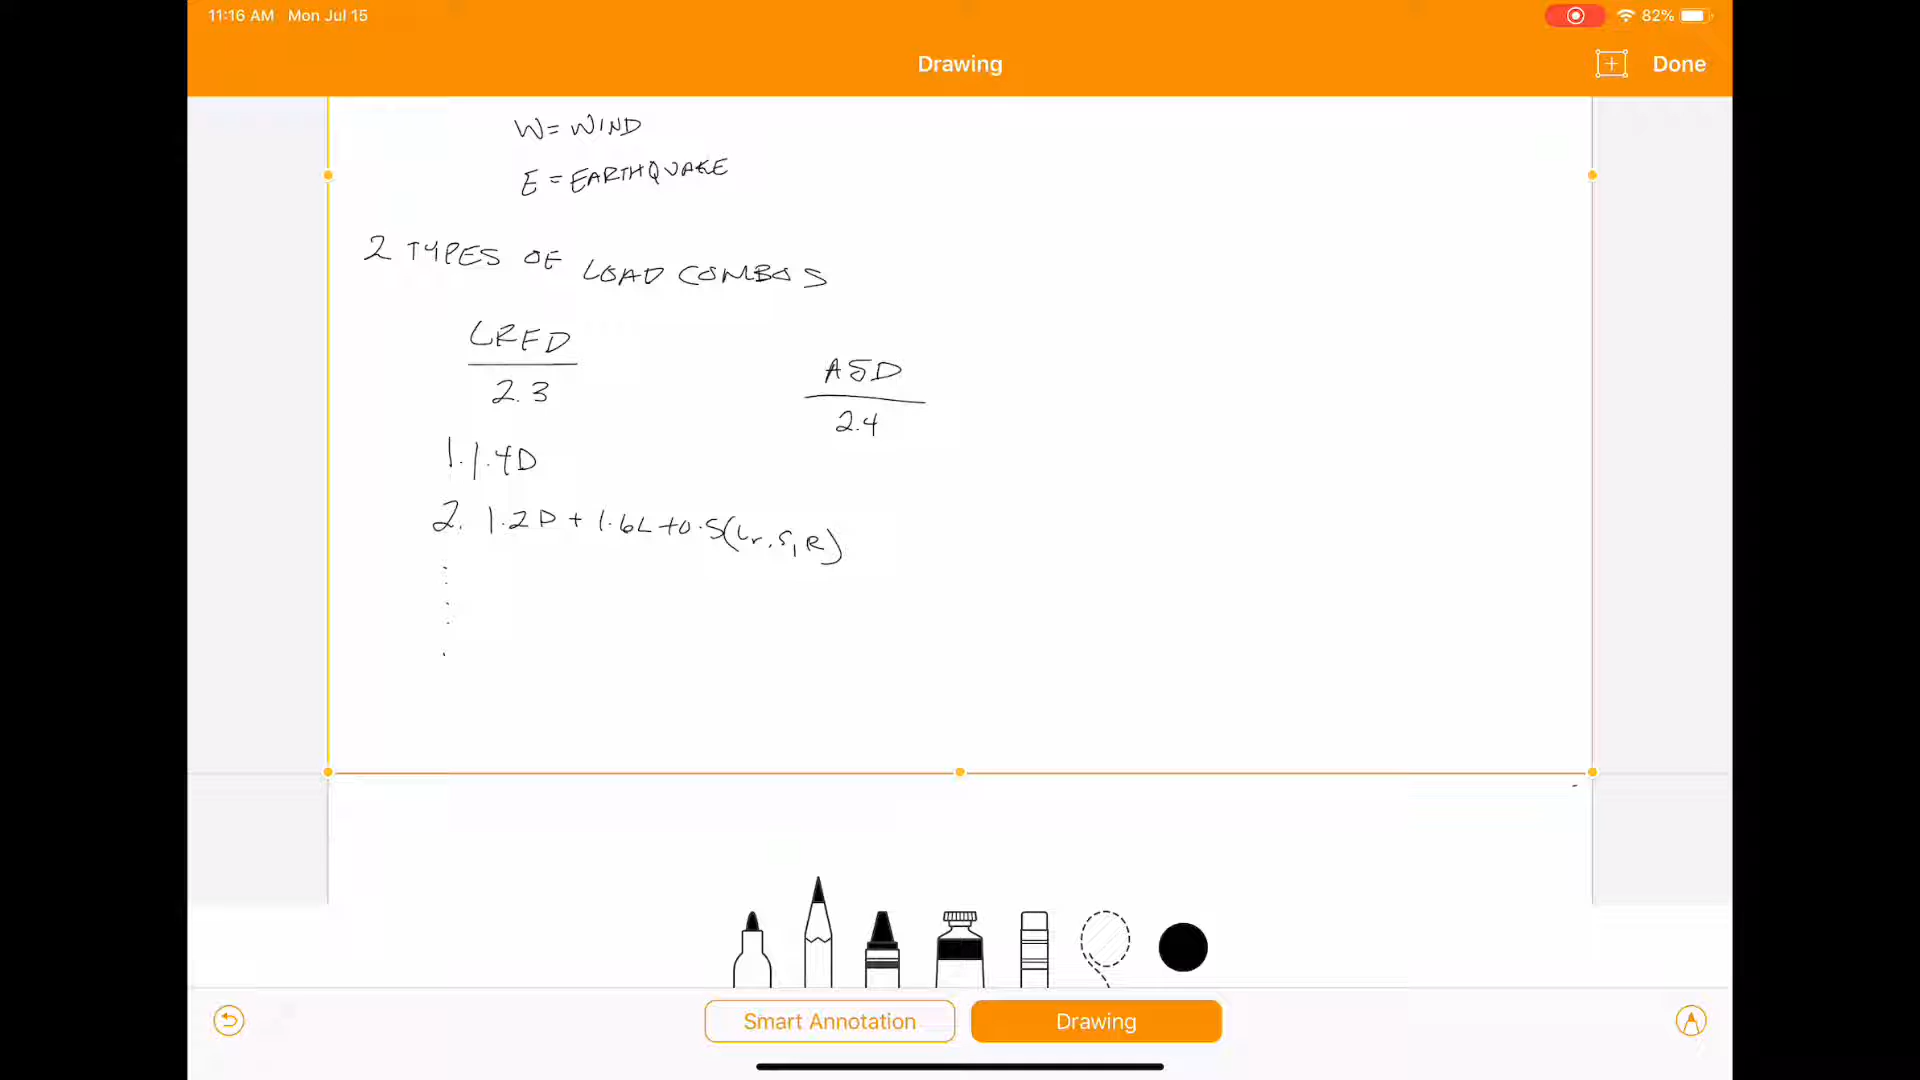 11:16 AM Mon Jul 15
82%
Drawing
Done
W = WIND
E = EARTHQUAKE
2 TYPES OF LOAD COMBOS
LRFD
ASD
2.3
2.4
1. 1.4D
2. 1.2D + 1.6L + 0.5(Lr, S, R)
Smart Annotation
Drawing